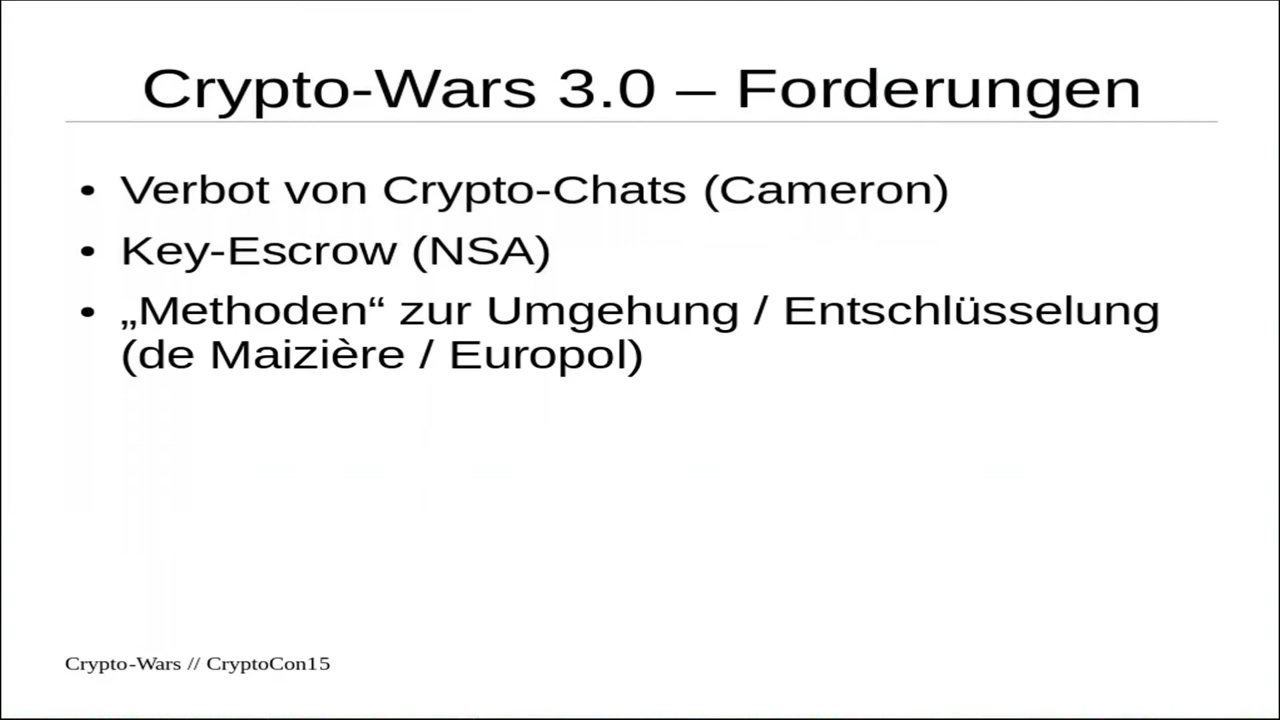 Crypto-Wars 3.0 – Forderungen
• Verbot von Crypto-Chats (Cameron)
• Key-Escrow (NSA)
• „Methoden“ zur Umgehung / Entschlüsselung
(de Maizière / Europol)
Crypto-Wars // CryptoCon15